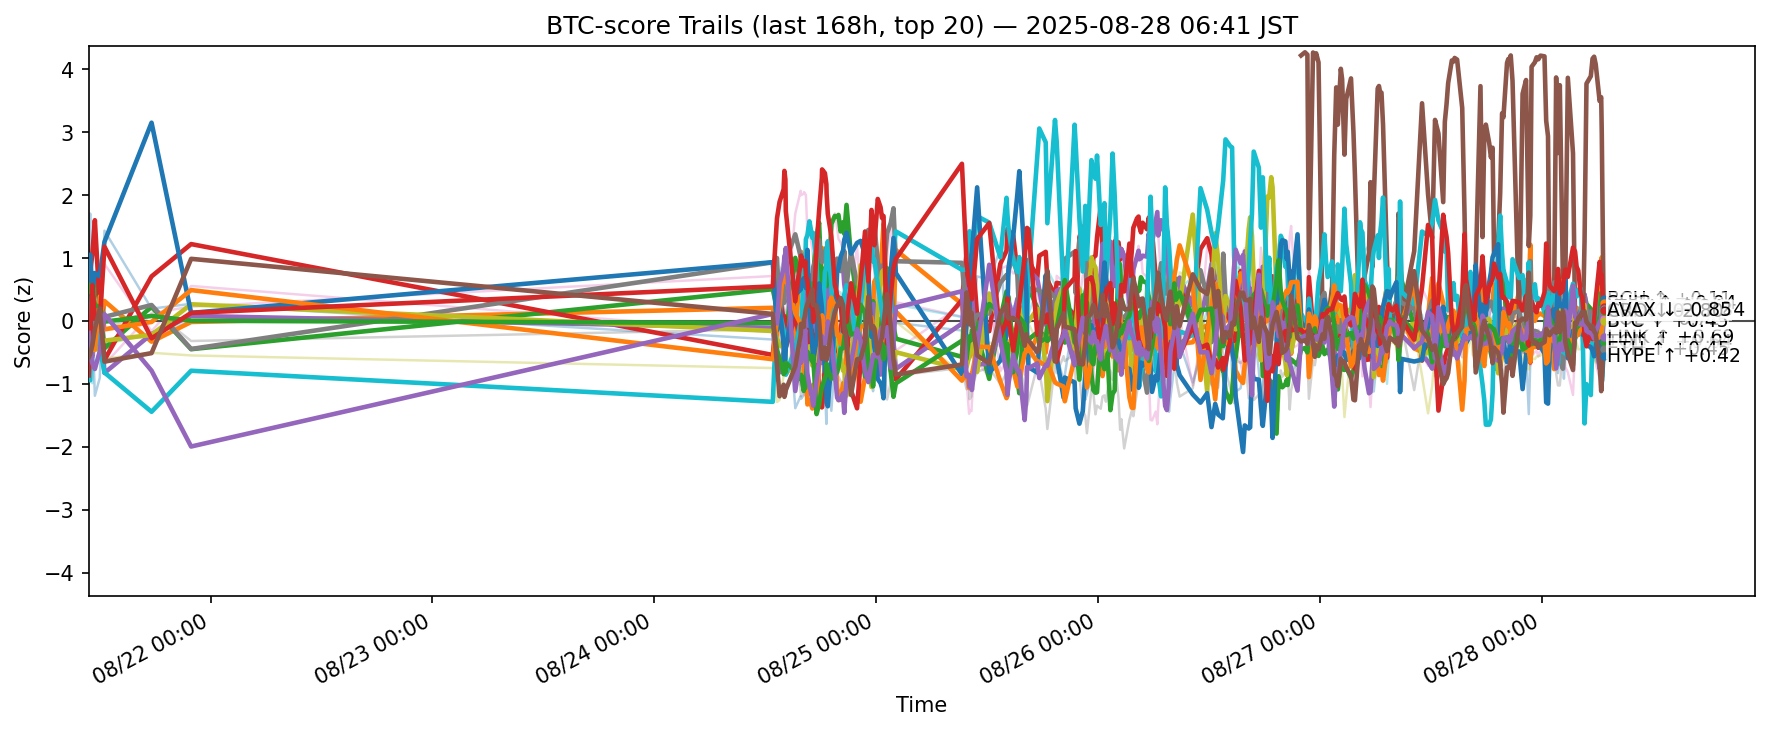 BTC-score Trails (last 168h, top 20) — 2025-08-28 06:41 JST
Score (z)
4
3
2
1
0
−1
−2
−3
−4
AVAX ↓
BTC ↑
LINK ↑ +0.69
HYPE ↑ +0.42
08/22 00:00
08/23 00:00
08/24 00:00
08/25 00:00
08/26 00:00
08/27 00:00
08/28 00:00
Time